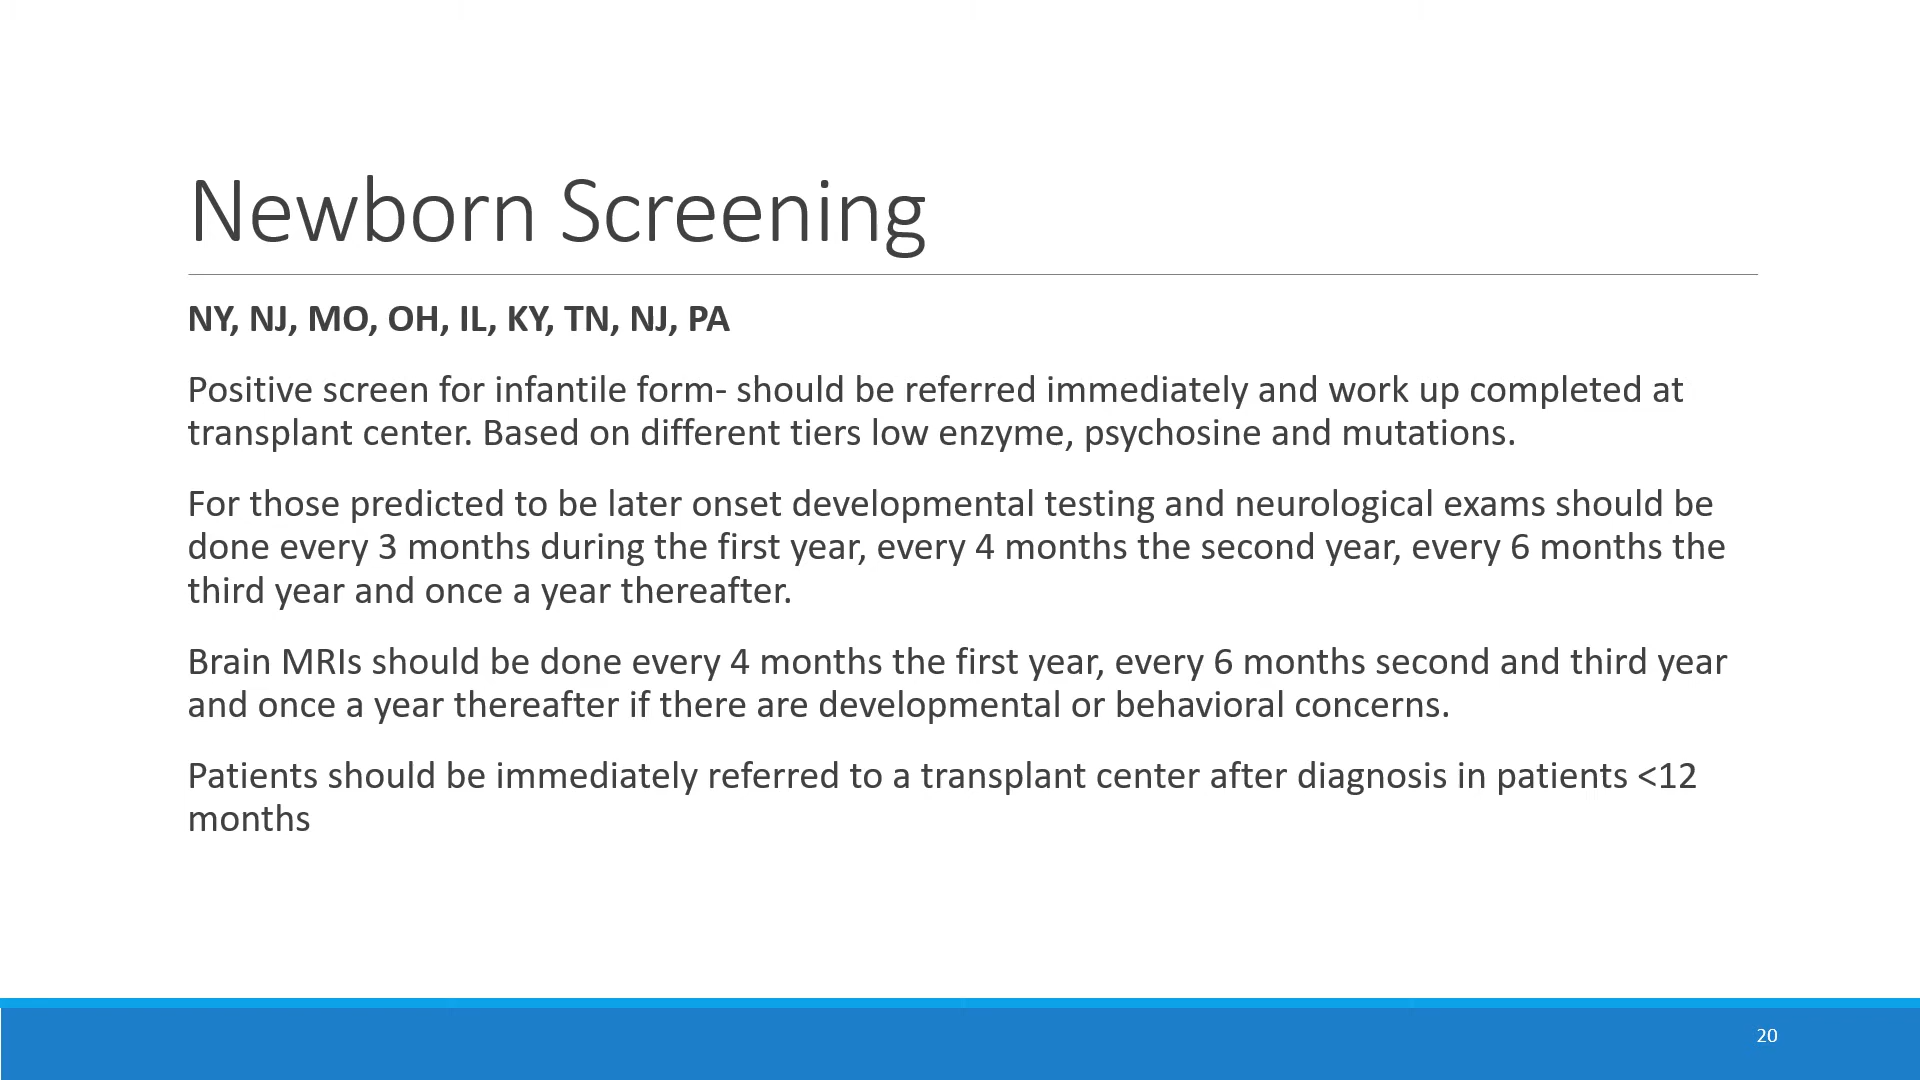 Newborn Screening
NY, NJ, MO, OH, IL, KY, TN, NJ, PA
Positive screen for infantile form- should be referred immediately and work up completed at
transplant center. Based on different tiers low enzyme, psychosine and mutations.
For those predicted to be later onset developmental testing and neurological exams should be
done every 3 months during the first year, every 4 months the second year, every 6 months the
third year and once a year thereafter.
Brain MRIs should be done every 4 months the first year, every 6 months second and third year
and once a year thereafter if there are developmental or behavioral concerns.
Patients should be immediately referred to a transplant center after diagnosis in patients <12
months
20